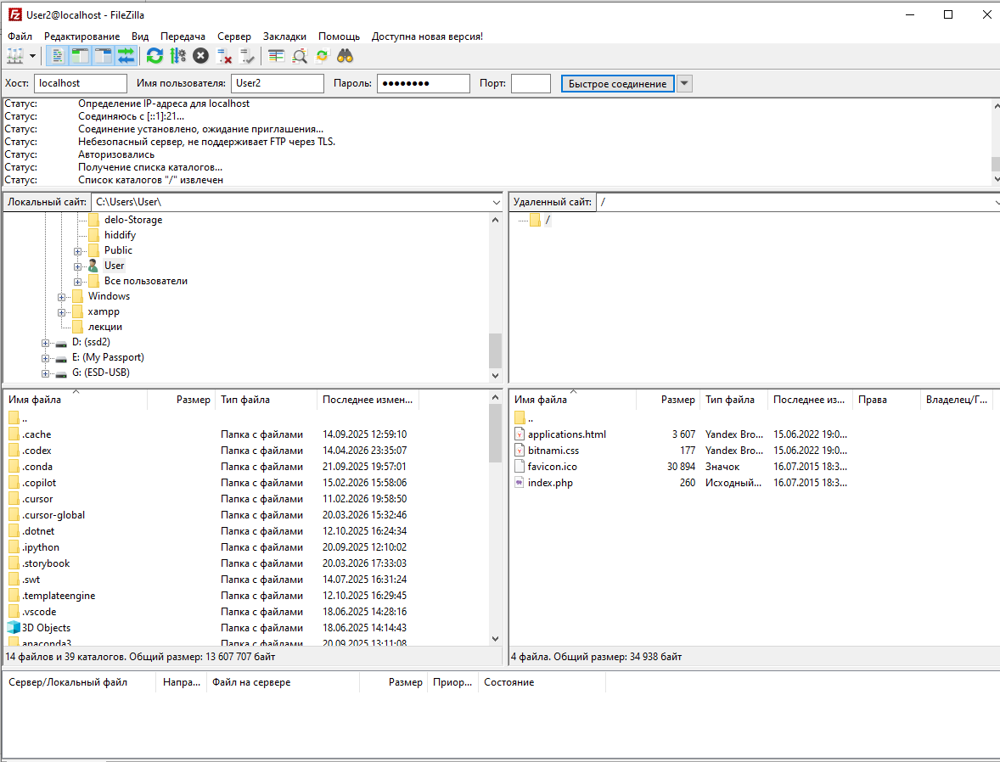 User2@localhost - FileZilla
Файл Редактирование Вид Передача Сервер Закладки Помощь Доступна новая версия!
Хост: localhost Имя пользователя: User2 Пароль: ●●●●●●●● Порт: Быстрое соединение
Статус: Определение IP-адреса для localhost
Статус: Соединяюсь с [::1]:21...
Статус: Соединение установлено, ожидание приглашения...
Статус: Небезопасный сервер, не поддерживает FTP через TLS.
Статус: Авторизовались
Статус: Получение списка каталогов...
Статус: Список каталогов "/" извлечен
Локальный сайт: C:\Users\User\
delo-Storage
hiddify
Public
User
Все пользователи
Windows
xampp
лекции
D: (ssd2)
E: (My Passport)
G: (ESD-USB)
Удаленный сайт: /
/
Имя файла Размер Тип файла Последнее измен...
..
.cache Папка с файлами 14.09.2025 12:59:10
.codex Папка с файлами 14.04.2026 23:35:07
.conda Папка с файлами 21.09.2025 19:57:01
.copilot Папка с файлами 15.02.2026 15:58:06
.cursor Папка с файлами 11.02.2026 19:58:50
.cursor-global Папка с файлами 20.03.2026 15:32:46
.dotnet Папка с файлами 12.10.2025 16:24:34
.ipython Папка с файлами 20.09.2025 12:10:02
.storybook Папка с файлами 20.03.2026 17:33:03
.swt Папка с файлами 14.07.2025 16:31:24
.templateengine Папка с файлами 12.10.2025 16:29:45
.vscode Папка с файлами 18.06.2025 14:28:16
3D Objects Папка с файлами 18.06.2025 14:14:43
anaconda3 Папка с файлами 20.09.2025 13:11:08
14 файлов и 39 каталогов. Общий размер: 13 607 707 байт
Имя файла Размер Тип файла Последнее из... Права Владелец/Г...
..
applications.html 3 607 Yandex Bro... 15.06.2022 19:0...
bitnami.css 177 Yandex Bro... 15.06.2022 19:0...
favicon.ico 30 894 Значок 16.07.2015 18:3...
index.php 260 Исходный... 16.07.2015 18:3...
4 файла. Общий размер: 34 938 байт
Сервер/Локальный файл Напра... Файл на сервере Размер Приор... Состояние